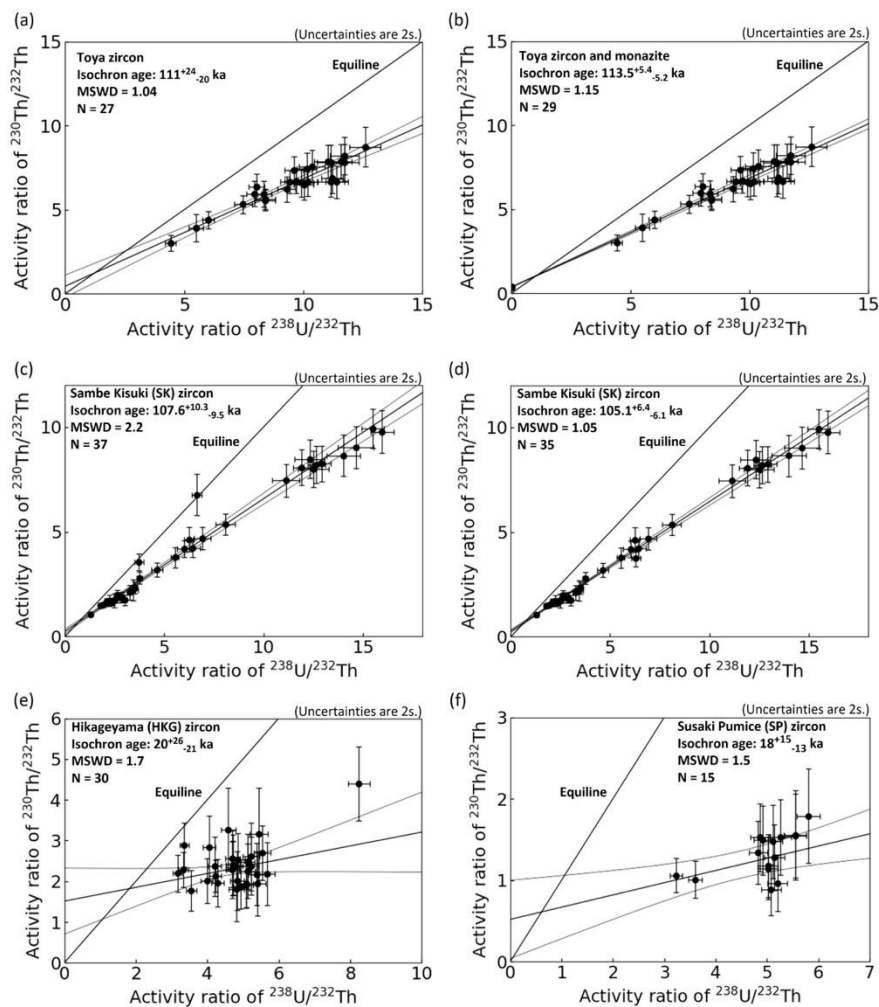 (a)
(Uncertainties are 2s.)
Toya zircon
Isochron age: 111+24-20 ka
MSWD = 1.04
N = 27
Equiline
15
10
5
0
0 5 10 15
Activity ratio of 230Th/232Th
Activity ratio of 238U/232Th
(b)
(Uncertainties are 2s.)
Toya zircon and monazite
Isochron age: 113.5+5.4-5.2 ka
MSWD = 1.15
N = 29
Equiline
15
10
5
0
0 5 10 15
Activity ratio of 230Th/232Th
Activity ratio of 238U/232Th
(c)
(Uncertainties are 2s.)
Sambe Kisuki (SK) zircon
Isochron age: 107.6+10.3-9.5 ka
MSWD = 2.2
N = 37
Equiline
10
5
0
0 5 10 15
Activity ratio of 230Th/232Th
Activity ratio of 238U/232Th
(d)
(Uncertainties are 2s.)
Sambe Kisuki (SK) zircon
Isochron age: 105.1+6.4-6.1 ka
MSWD = 1.05
N = 35
Equiline
10
5
0
0 5 10 15
Activity ratio of 230Th/232Th
Activity ratio of 238U/232Th
(e)
(Uncertainties are 2s.)
Hikageyama (HKG) zircon
Isochron age: 20+26-21 ka
MSWD = 1.7
N = 30
Equiline
6
5
4
3
2
1
0
0 2 4 6 8 10
Activity ratio of 230Th/232Th
Activity ratio of 238U/232Th
(f)
(Uncertainties are 2s.)
Susaki Pumice (SP) zircon
Isochron age: 18+15-13 ka
MSWD = 1.5
N = 15
Equiline
3
2
1
0
0 1 2 3 4 5 6 7
Activity ratio of 230Th/232Th
Activity ratio of 238U/232Th